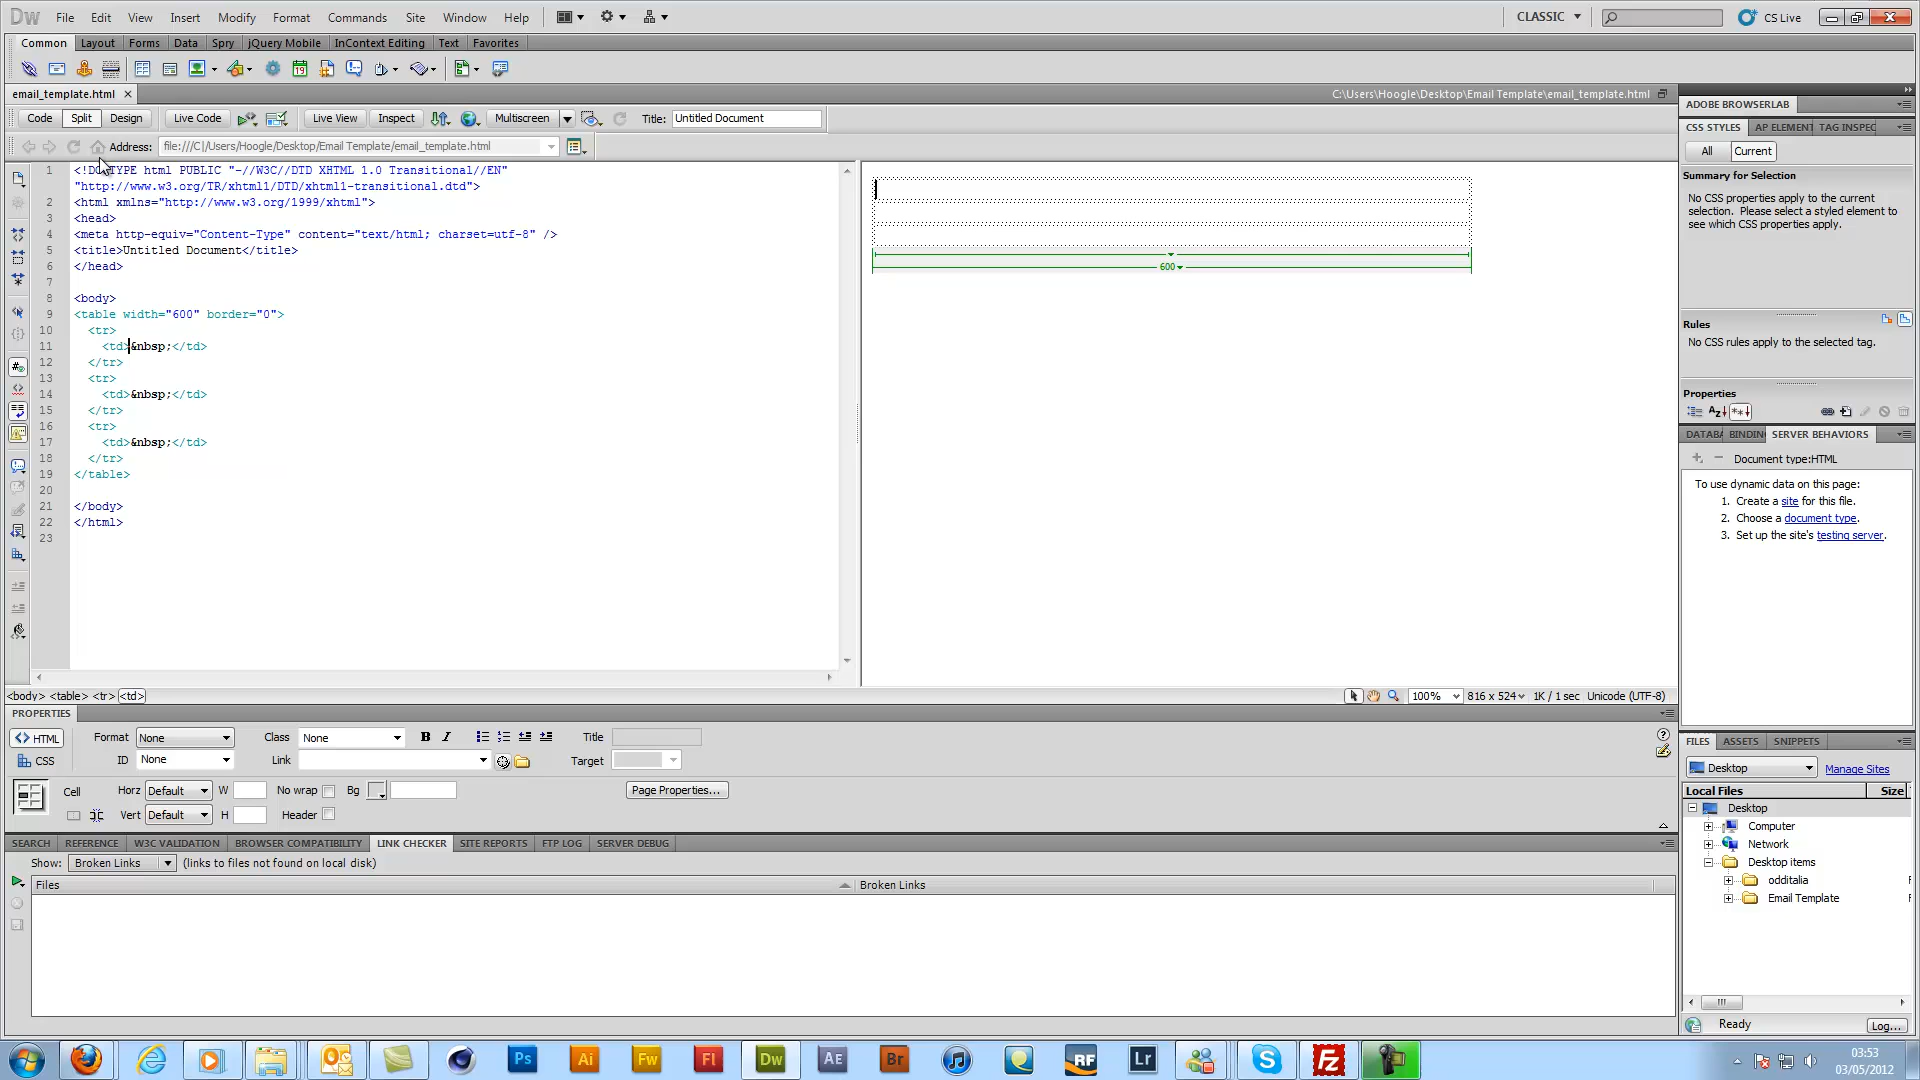 Dw File Edit View Insert Modify Format Commands Site Window Help CLASSIC CS Live
Common Layout Forms Data Spry jQuery Mobile InContext Editing Text Favorites
email_template.html C:\Users\Hoogle\Desktop\Email Template\email_template.html
Code Split Design Live Code Live View Inspect Multiscreen Title: Untitled Document
Address: file:///C|/Users/Hoogle/Desktop/Email Template/email_template.html
1 <!DOCTYPE html PUBLIC "-//W3C//DTD XHTML 1.0 Transitional//EN"
"http://www.w3.org/TR/xhtml1/DTD/xhtml1-transitional.dtd">
2 <html xmlns="http://www.w3.org/1999/xhtml">
3 <head>
4 <meta http-equiv="Content-Type" content="text/html; charset=utf-8" />
5 <title>Untitled Document</title>
6 </head>
7
8 <body>
9 <table width="600" border="0">
10 <tr>
11 <td>&nbsp;</td>
12 </tr>
13 <tr>
14 <td>&nbsp;</td>
15 </tr>
16 <tr>
17 <td>&nbsp;</td>
18 </tr>
19 </table>
20
21 </body>
22 </html>
23
600
<body> <table> <tr> <td> 100% 816 x 524 1K / 1 sec Unicode (UTF-8)
ADOBE BROWSERLAB
CSS STYLES AP ELEMENT TAG INSPEC
All Current
Summary for Selection
No CSS properties apply to the current
selection. Please select a styled element to
see which CSS properties apply.
Rules
No CSS rules apply to the selected tag.
Properties
DATABA BINDIN SERVER BEHAVIORS
Document type:HTML
To use dynamic data on this page:
1. Create a site for this file.
2. Choose a document type.
3. Set up the site's testing server.
PROPERTIES
HTML Format None Class None B I Title
CSS ID None Link Target
Cell Horz Default W No wrap Bg Page Properties...
Vert Default H Header
SEARCH REFERENCE W3C VALIDATION BROWSER COMPATIBILITY LINK CHECKER SITE REPORTS FTP LOG SERVER DEBUG
Show: Broken Links (links to files not found on local disk)
Files Broken Links
FILES ASSETS SNIPPETS
Desktop Manage Sites
Local Files Size
Desktop
Computer
Network
Desktop items
odditalia F
Email Template F
Ready Log...
Ps Ai Fw Fl Dw AE Br .RF Lr S Fz
03:53
03/05/2012